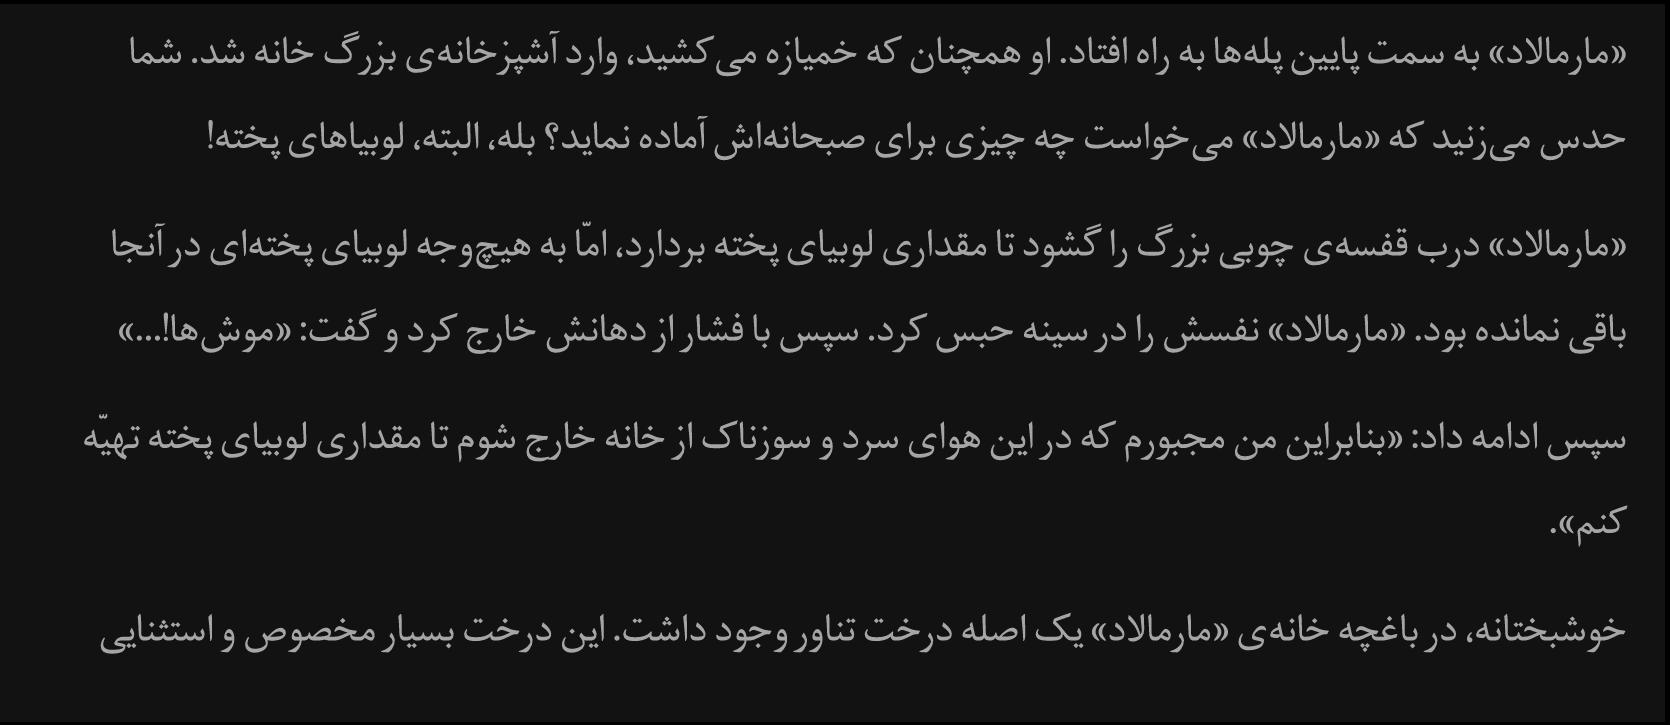 «مارمالاد» به سمت پایین پله‌ها به راه افتاد. او همچنان که خمیازه می‌کشید، وارد آشپزخانه‌ی بزرگ خانه شد. شما
حدس می‌زنید که «مارمالاد» می‌خواست چه چیزی برای صبحانه‌اش آماده نماید؟ بله، البته، لوبیاهای پخته!
«مارمالاد» درب قفسه‌ی چوبی بزرگ را گشود تا مقداری لوبیای پخته بردارد، امّا به هیچ‌وجه لوبیای پخته‌ای در آنجا
باقی نمانده بود. «مارمالاد» نفسش را در سینه حبس کرد. سپس با فشار از دهانش خارج کرد و گفت: «موش‌ها!...»
سپس ادامه داد: «بنابراین من مجبورم که در این هوای سرد و سوزناک از خانه خارج شوم تا مقداری لوبیای پخته تهیّه
کنم».
خوشبختانه، در باغچه خانه‌ی «مارمالاد» یک اصله درخت تناور وجود داشت. این درخت بسیار مخصوص و استثنایی